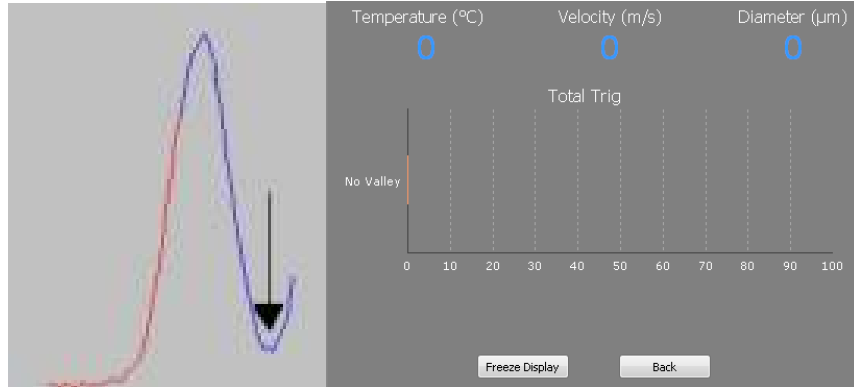 Temperature (ºC) Velocity (m/s) Diameter (µm)
0 0 0
Total Trig
No Valley
0 10 20 30 40 50 60 70 80 90 100
Freeze Display Back